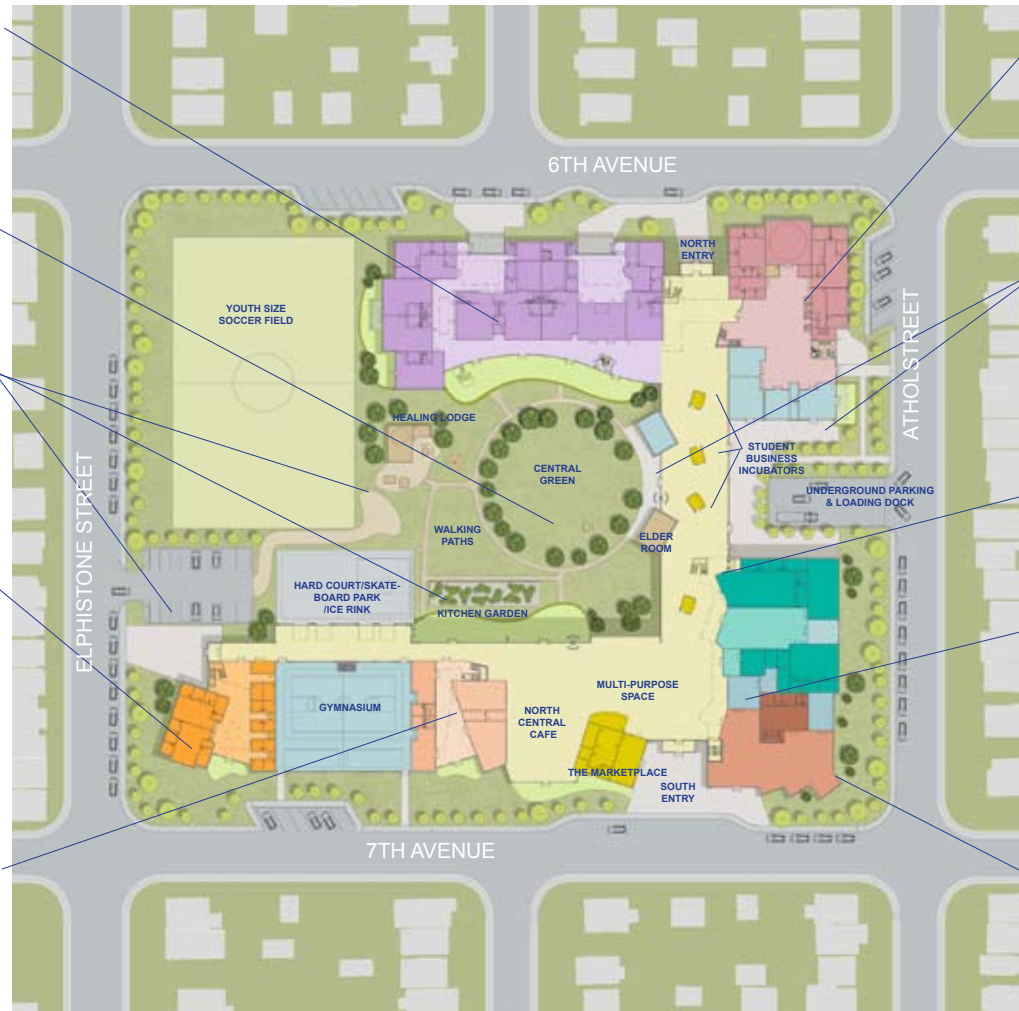 6TH AVENUE
NORTH
ENTRY
YOUTH SIZE
SOCCER FIELD
ATHOLSTREET
HEALING LODGE
CENTRAL
GREEN
STUDENT
BUSINESS
INCUBATORS
UNDERGROUND PARKING
& LOADING DOCK
WALKING
PATHS
ELDER
ROOM
ELPHISTONE STREET
HARD COURT/SKATE-
BOARD PARK
/ICE RINK
KITCHEN GARDEN
MULTI-PURPOSE
SPACE
GYMNASIUM
NORTH
CENTRAL
CAFE
THE MARKETPLACE
SOUTH
ENTRY
7TH AVENUE